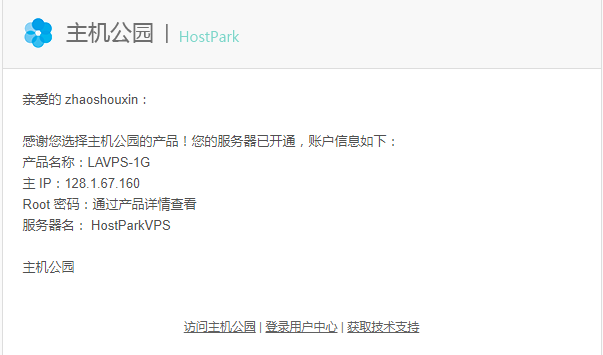 主机公园 | HostPark
亲爱的 zhaoshouxin：
感谢您选择主机公园的产品！您的服务器已开通，账户信息如下：
产品名称：LAVPS-1G
主 IP：128.1.67.160
Root 密码：通过产品详情查看
服务器名： HostParkVPS
主机公园
访问主机公园 | 登录用户中心 | 获取技术支持